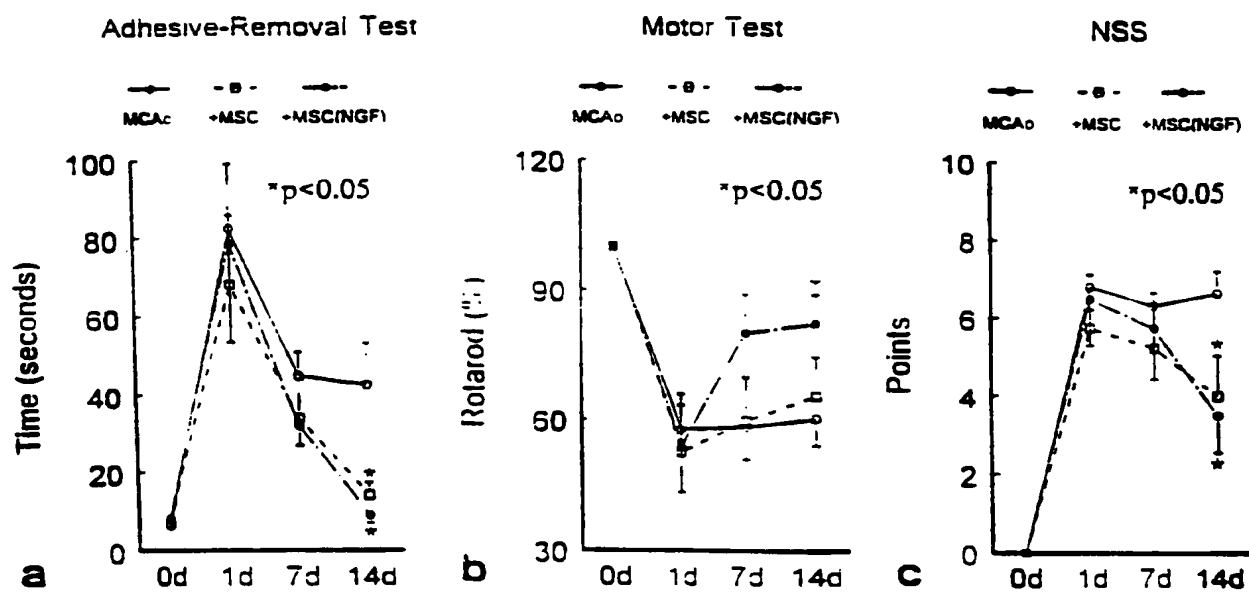 Adhesive-Removal Test
MCAc +MSC +MSC(NGF)
*p<0.05
Time (seconds)
100
80
60
40
20
0
0d 1d 7d 14d
a
Motor Test
MCAo +MSC +MSC(NGF)
*p<0.05
Rotarod (%)
120
90
60
30
0d 1d 7d 14d
b
NSS
MCAo +MSC +MSC(NGF)
*p<0.05
Points
10
8
6
4
2
0
0d 1d 7d 14d
c